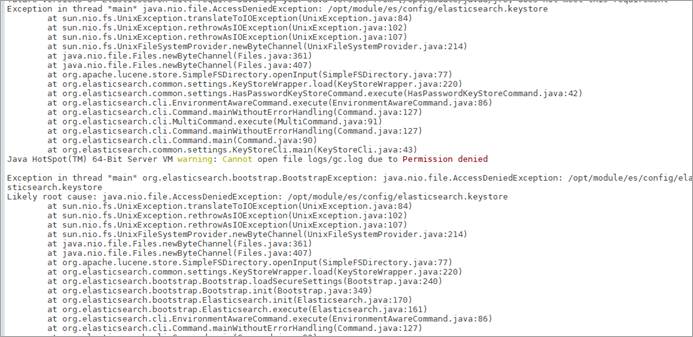 Exception in thread "main" java.nio.file.AccessDeniedException: /opt/module/es/config/elasticsearch.keystore
at sun.nio.fs.UnixException.translateToIOException(UnixException.java:84)
at sun.nio.fs.UnixException.rethrowAsIOException(UnixException.java:102)
at sun.nio.fs.UnixException.rethrowAsIOException(UnixException.java:107)
at sun.nio.fs.UnixFileSystemProvider.newByteChannel(UnixFileSystemProvider.java:214)
at java.nio.file.Files.newByteChannel(Files.java:361)
at java.nio.file.Files.newByteChannel(Files.java:407)
at org.apache.lucene.store.SimpleFSDirectory.openInput(SimpleFSDirectory.java:77)
at org.elasticsearch.common.settings.KeyStoreWrapper.load(KeyStoreWrapper.java:220)
at org.elasticsearch.common.settings.HasPasswordKeyStoreCommand.execute(HasPasswordKeyStoreCommand.java:42)
at org.elasticsearch.cli.EnvironmentAwareCommand.execute(EnvironmentAwareCommand.java:86)
at org.elasticsearch.cli.Command.mainWithoutErrorHandling(Command.java:127)
at org.elasticsearch.cli.MultiCommand.execute(MultiCommand.java:91)
at org.elasticsearch.cli.Command.mainWithoutErrorHandling(Command.java:127)
at org.elasticsearch.cli.Command.main(Command.java:90)
at org.elasticsearch.common.settings.KeyStoreCli.main(KeyStoreCli.java:43)
Java HotSpot(TM) 64-Bit Server VM warning: Cannot open file logs/gc.log due to Permission denied
Exception in thread "main" org.elasticsearch.bootstrap.BootstrapException: java.nio.file.AccessDeniedException: /opt/module/es/config/ela
sticsearch.keystore
Likely root cause: java.nio.file.AccessDeniedException: /opt/module/es/config/elasticsearch.keystore
at sun.nio.fs.UnixException.translateToIOException(UnixException.java:84)
at sun.nio.fs.UnixException.rethrowAsIOException(UnixException.java:102)
at sun.nio.fs.UnixException.rethrowAsIOException(UnixException.java:107)
at sun.nio.fs.UnixFileSystemProvider.newByteChannel(UnixFileSystemProvider.java:214)
at java.nio.file.Files.newByteChannel(Files.java:361)
at java.nio.file.Files.newByteChannel(Files.java:407)
at org.apache.lucene.store.SimpleFSDirectory.openInput(SimpleFSDirectory.java:77)
at org.elasticsearch.common.settings.KeyStoreWrapper.load(KeyStoreWrapper.java:220)
at org.elasticsearch.bootstrap.Bootstrap.loadSecureSettings(Bootstrap.java:240)
at org.elasticsearch.bootstrap.Bootstrap.init(Bootstrap.java:349)
at org.elasticsearch.bootstrap.Elasticsearch.init(Elasticsearch.java:170)
at org.elasticsearch.bootstrap.Elasticsearch.execute(Elasticsearch.java:161)
at org.elasticsearch.cli.EnvironmentAwareCommand.execute(EnvironmentAwareCommand.java:86)
at org.elasticsearch.cli.Command.mainWithoutErrorHandling(Command.java:127)